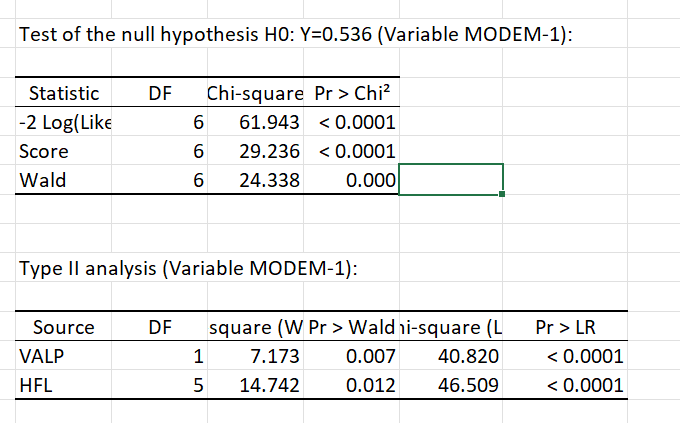 Test of the null hypothesis H0: Y=0.536 (Variable MODEM-1):
Statistic DF Chi-square Pr > Chi²
-2 Log(Like 6 61.943 < 0.0001
Score 6 29.236 < 0.0001
Wald 6 24.338 0.000
Type II analysis (Variable MODEM-1):
Source DF square (W Pr > Wald hi-square (L Pr > LR
VALP 1 7.173 0.007 40.820 < 0.0001
HFL 5 14.742 0.012 46.509 < 0.0001